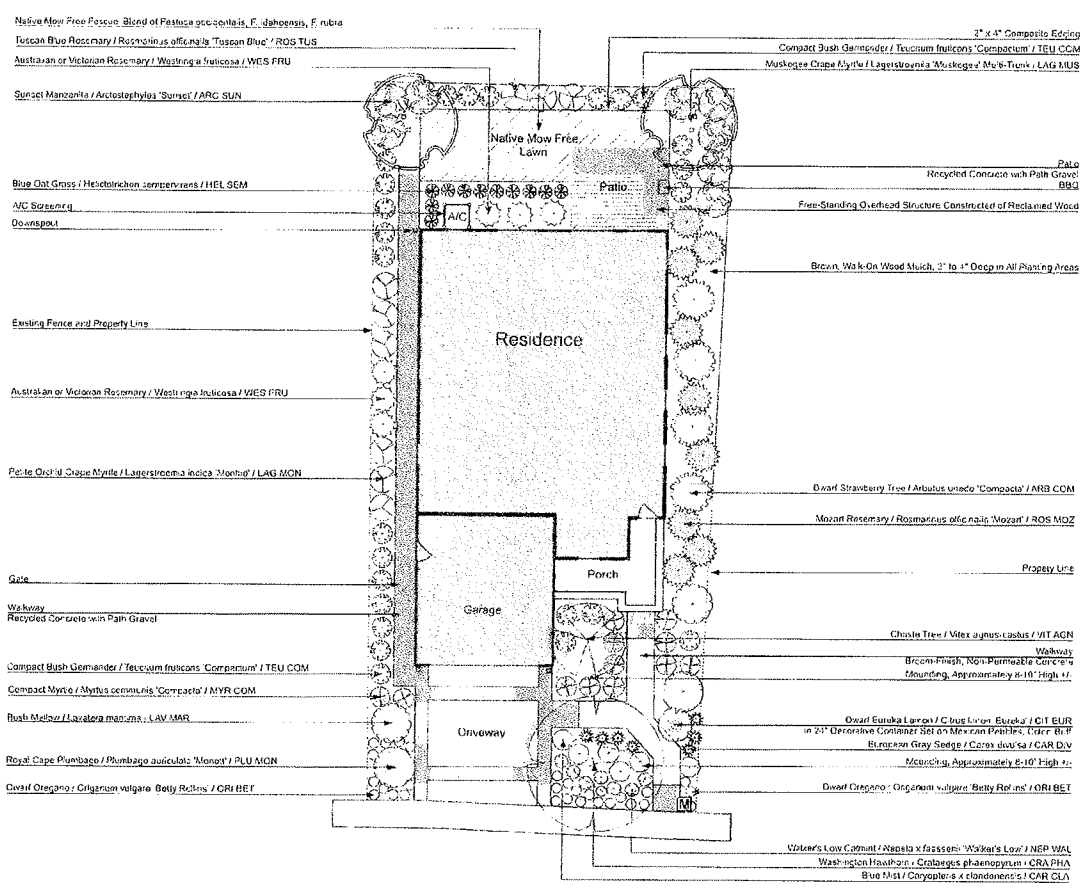 Native Mow Free Fescue, Blend of Festuca occidentalis, F. idahoensis, F. rubra
Tuscan Blue Rosemary / Rosmarinus officinalis 'Tuscan Blue' / ROS TUS
Australian or Victorian Rosemary / Westringia fruticosa / WES FRU
Sunset Manzanita / Arctostaphylos 'Sunset' / ARC SUN
Blue Oat Grass / Helictotrichon sempervirens / HEL SEM
A/C Screening
Downspout
Existing Fence and Property Line
Australian or Victorian Rosemary / Westringia fruticosa / WES FRU
Petite Orchid Crape Myrtle / Lagerstroemia indica 'Monhid' / LAG MON
Gate
Walkway
Recycled Concrete with Path Gravel
Compact Bush Germander / Teucrium fruticans 'Compactum' / TEU COM
Compact Myrtle / Myrtus communis 'Compacta' / MYR COM
Bush Mallow / Lavatera maritima / LAV MAR
Royal Cape Plumbago / Plumbago auriculata 'Monott' / PLU MON
Dwarf Oregano / Origanum vulgare 'Betty Rollins' / ORI BET
Native Mow Free
Lawn
Patio
A/C
Residence
Porch
Garage
Driveway
M
2" x 4" Composite Edging
Compact Bush Germander / Teucrium fruticons 'Compactum' / TEU COM
Muskogee Crape Myrtle / Lagerstroemia 'Muskogee' Multi-Trunk / LAG MUS
Patio
Recycled Concrete with Path Gravel
BBQ
Free-Standing Overhead Structure Constructed of Reclaimed Wood
Brown, Walk-On Wood Mulch, 3" to 4" Deep in All Planting Areas
Dwarf Strawberry Tree / Arbutus unedo 'Compacta' / ARB COM
Mozart Rosemary / Rosmarinus officinalis 'Mozart' / ROS MOZ
Propety Line
Chaste Tree / Vitex agnus-castus / VIT AGN
Walkway
Broom-Finish, Non-Permeable Concrete
Mounding, Approximately 8-10" High +/-
Dwarf Eureka Lemon / Citrus limon 'Eureka' / CIT EUR
in 24" Decorative Container Set on Mexican Pebbles, Color: Buff
European Gray Sedge / Carex divulsa / CAR DIV
Mounding, Approximately 8-10" High +/-
Dwarf Oregano / Origanum vulgare 'Betty Rollins' / ORI BET
Walker's Low Catmint / Nepeta x faassenii 'Walker's Low' / NEP WAL
Washington Hawthorn / Crataegus phaenopyrum / CRA PHA
Blue Mist / Caryopteris x clandonensis / CAR CLA